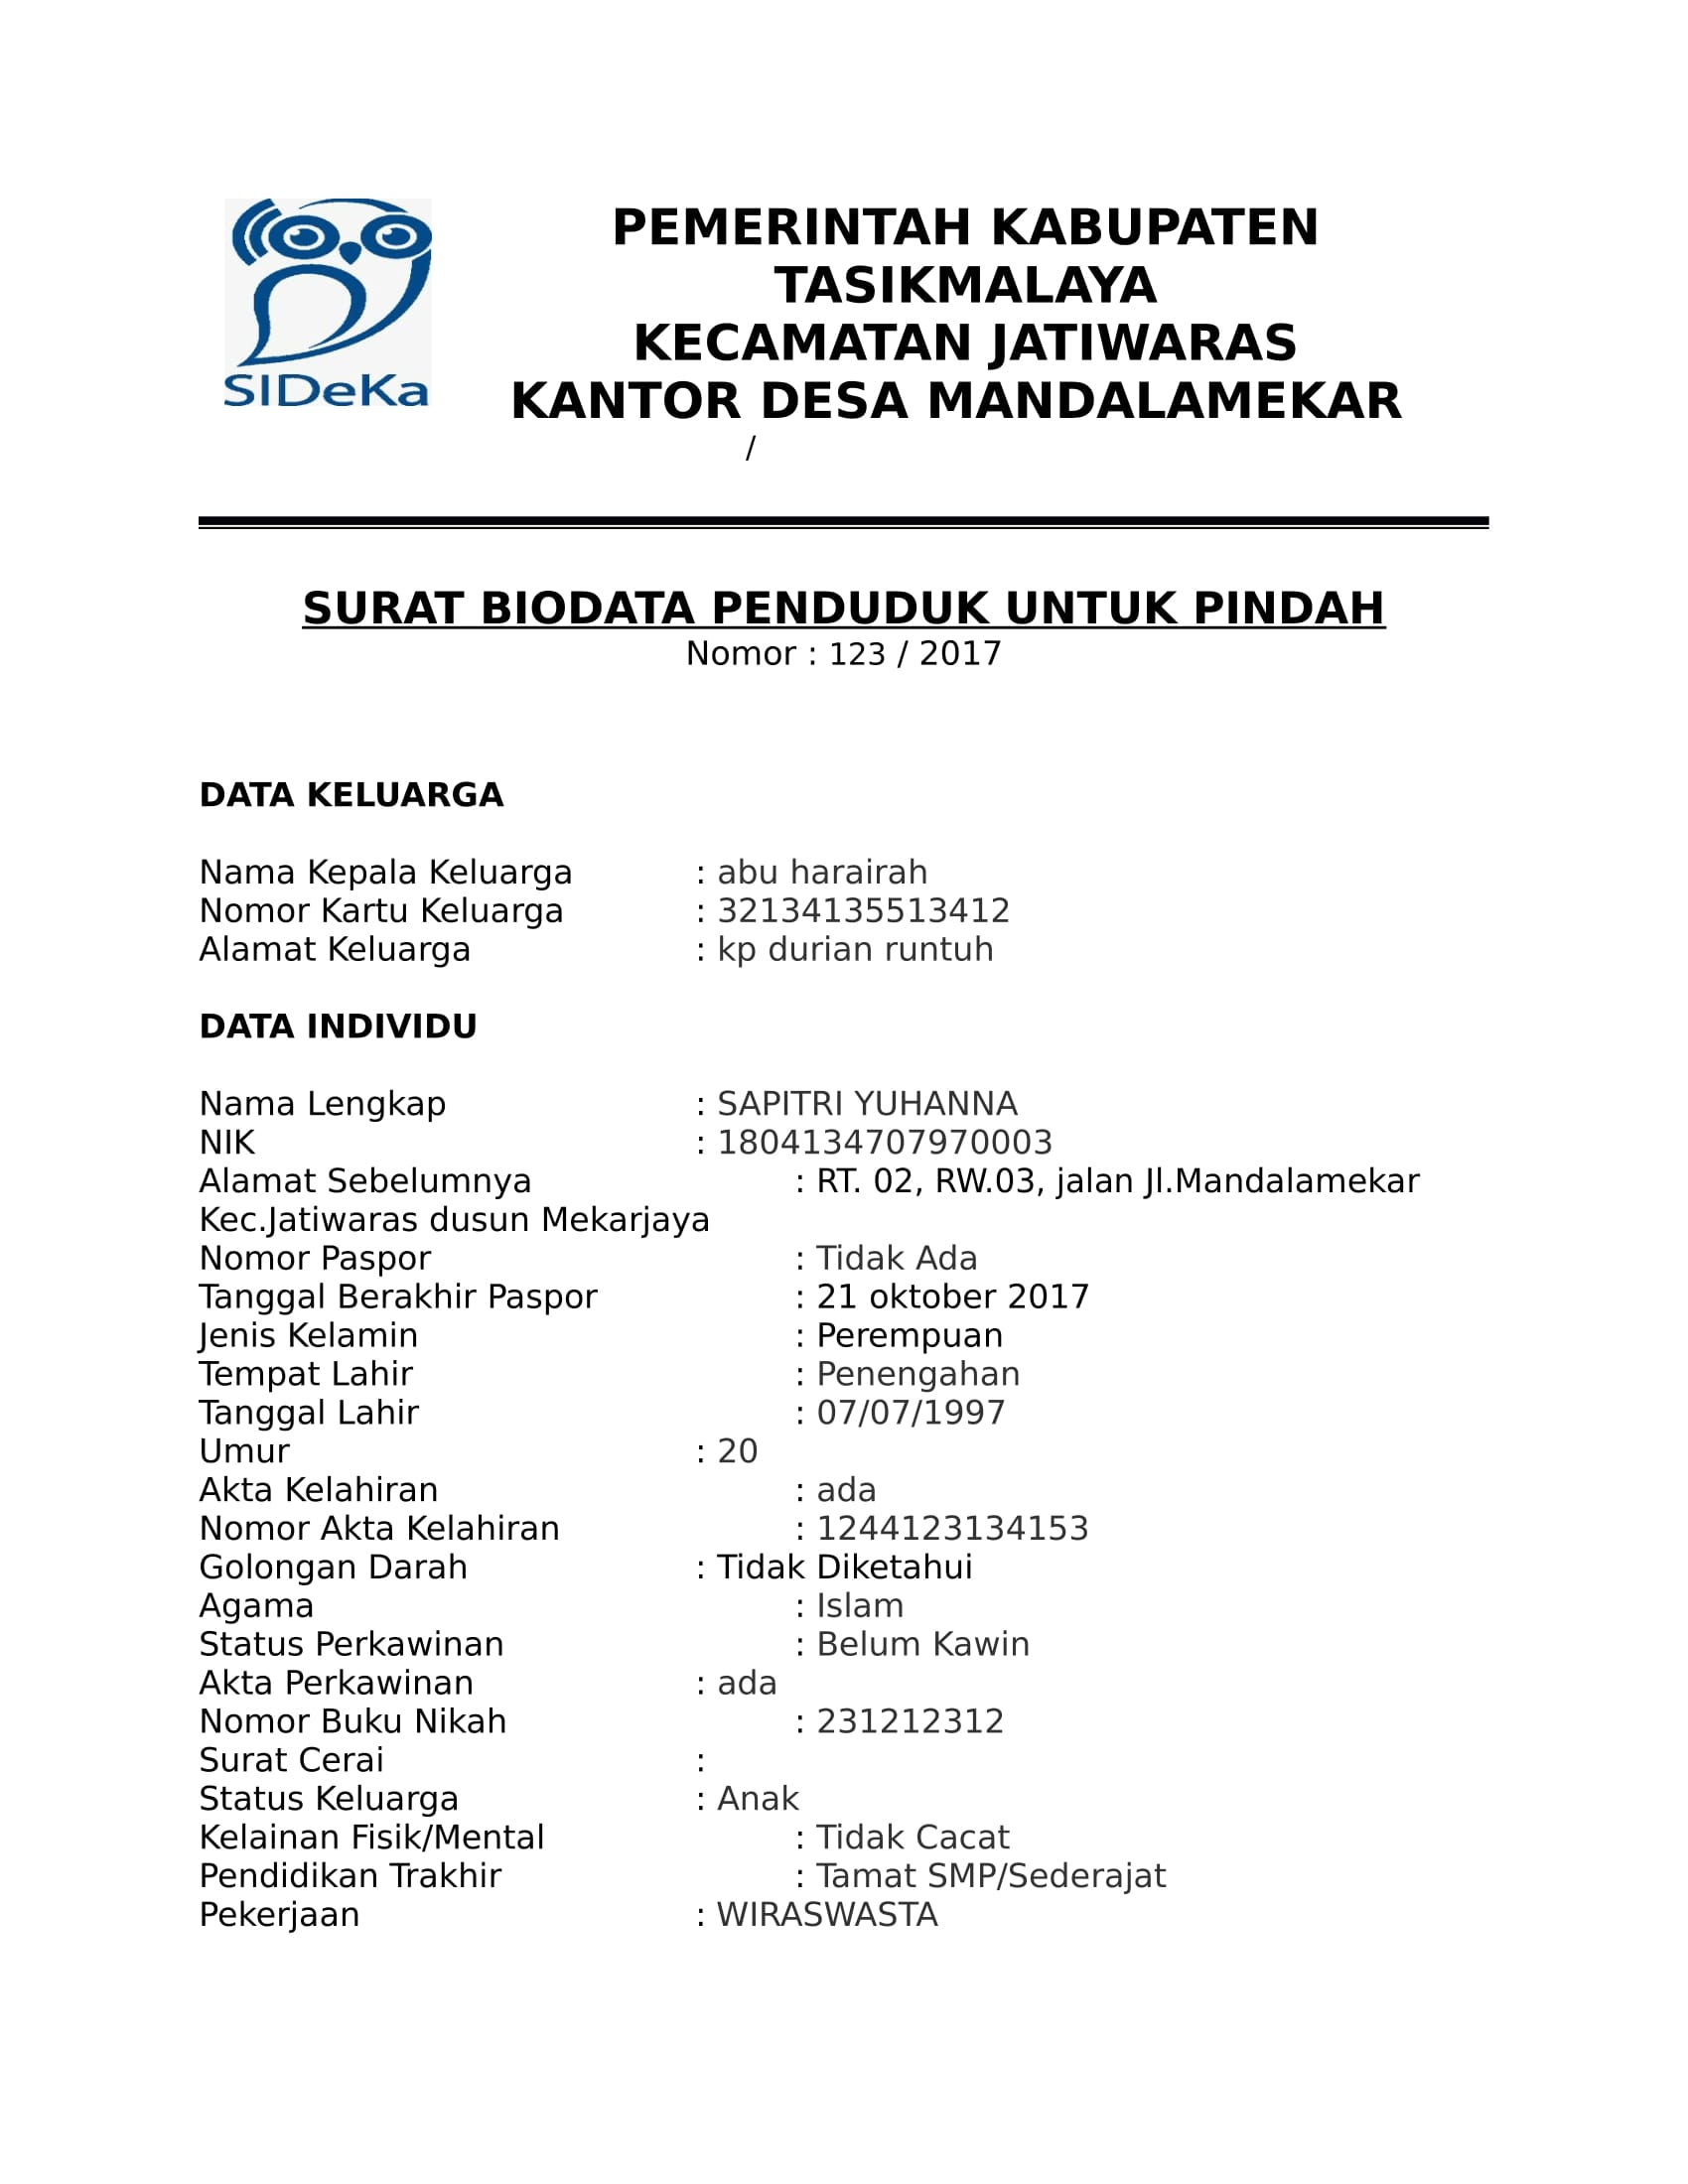 SIDeKa
PEMERINTAH KABUPATEN
TASIKMALAYA
KECAMATAN JATIWARAS
KANTOR DESA MANDALAMEKAR
/
SURAT BIODATA PENDUDUK UNTUK PINDAH
Nomor : 123 / 2017
DATA KELUARGA
Nama Kepala Keluarga : abu harairah
Nomor Kartu Keluarga : 32134135513412
Alamat Keluarga : kp durian runtuh
DATA INDIVIDU
Nama Lengkap : SAPITRI YUHANNA
NIK : 1804134707970003
Alamat Sebelumnya : RT. 02, RW.03, jalan Jl.Mandalamekar
Kec.Jatiwaras dusun Mekarjaya
Nomor Paspor : Tidak Ada
Tanggal Berakhir Paspor : 21 oktober 2017
Jenis Kelamin : Perempuan
Tempat Lahir : Penengahan
Tanggal Lahir : 07/07/1997
Umur : 20
Akta Kelahiran : ada
Nomor Akta Kelahiran : 1244123134153
Golongan Darah : Tidak Diketahui
Agama : Islam
Status Perkawinan : Belum Kawin
Akta Perkawinan : ada
Nomor Buku Nikah : 231212312
Surat Cerai :
Status Keluarga : Anak
Kelainan Fisik/Mental : Tidak Cacat
Pendidikan Trakhir : Tamat SMP/Sederajat
Pekerjaan : WIRASWASTA